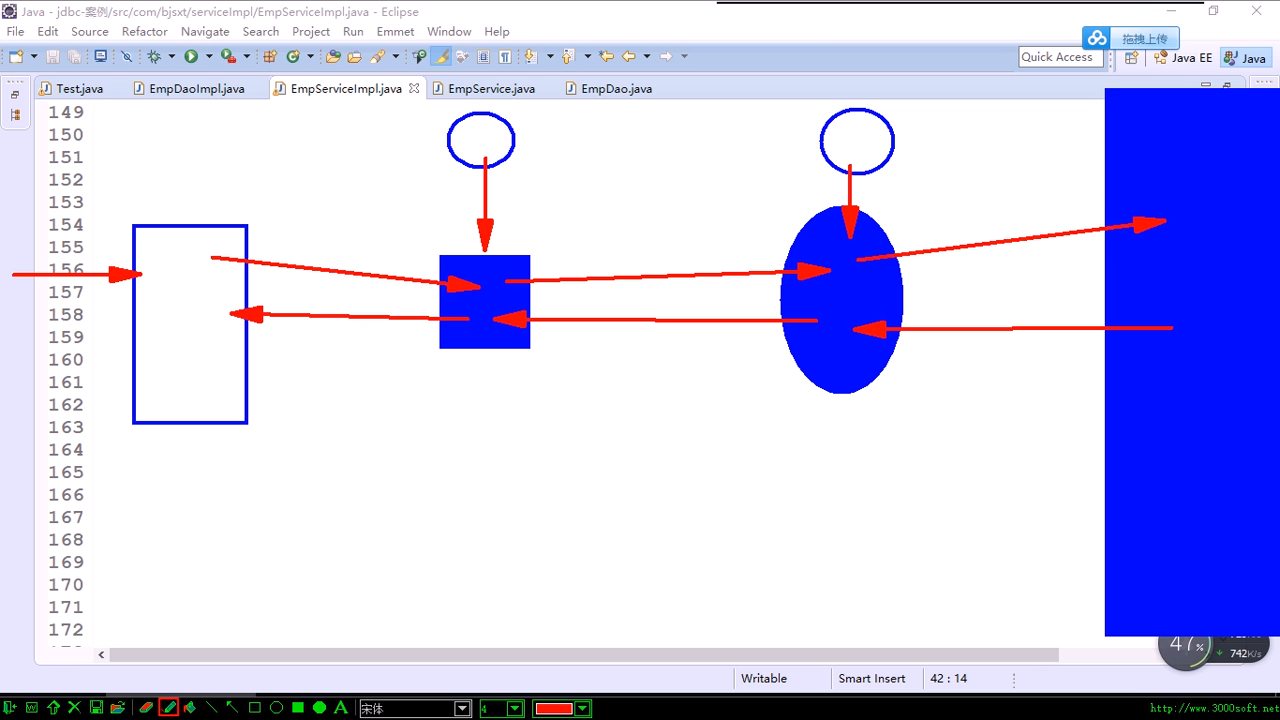 Java - jdbc-案例/src/com/bjsxt/serviceImpl/EmpServiceImpl.java - Eclipse
File Edit Source Refactor Navigate Search Project Run Emmet Window Help
拖拽上传
Quick Access
Java EE
Java
Test.java
EmpDaoImpl.java
EmpServiceImpl.java
EmpService.java
EmpDao.java
149
150
151
152
153
154
155
156
157
158
159
160
161
162
163
164
165
166
167
168
169
170
171
172
47%
742K/s
Writable
Smart Insert
42 : 14
宋体
4
http://www.3000soft.net